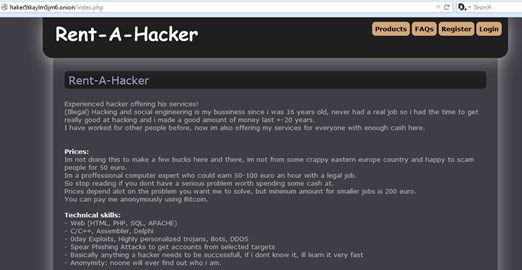 haker5tkaylm5jm6.onion/index.php
Search
Rent-A-Hacker
Products FAQs Register Login
Rent-A-Hacker
Experienced hacker offering his services!
(Illegal) Hacking and social engineering is my bussiness since i was 16 years old, never had a real job so i had the time to get
really good at hacking and i made a good amount of money last +-20 years.
I have worked for other people before, now im also offering my services for everyone with enough cash here.
Prices:
Im not doing this to make a few bucks here and there, im not from some crappy eastern europe country and happy to scam
people for 50 euro.
Im a proffessional computer expert who could earn 50-100 euro an hour with a legal job.
So stop reading if you dont have a serious problem worth spending some cash at.
Prices depend alot on the problem you want me to solve, but minimum amount for smaller jobs is 200 euro.
You can pay me anonymously using Bitcoin.
Technical skills:
- Web (HTML, PHP, SQL, APACHE)
- C/C++, Assembler, Delphi
- 0day Exploits, Highly personalized trojans, Bots, DDOS
- Spear Phishing Attacks to get accounts from selected targets
- Basically anything a hacker needs to be successful, if i dont know it, ill learn it very fast
- Anonymity: noone will ever find out who i am.